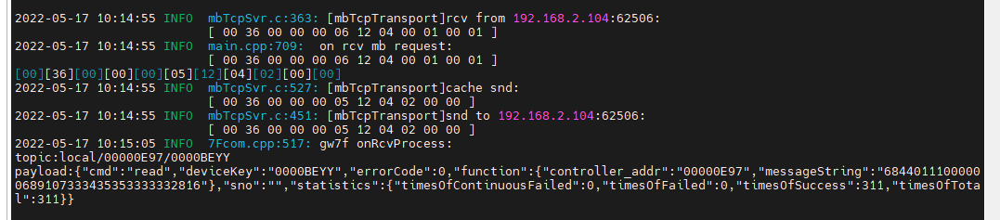 2022-05-17 10:14:55 INFO  mbTcpSvr.c:363: [mbTcpTransport]rcv from 192.168.2.104:62506:
[ 00 36 00 00 00 06 12 04 00 01 00 01 ]
2022-05-17 10:14:55 INFO  main.cpp:709:  on rcv mb request:
[ 00 36 00 00 00 06 12 04 00 01 00 01 ]
[00][36][00][00][00][05][12][04][02][00][00]
2022-05-17 10:14:55 INFO  mbTcpSvr.c:527: [mbTcpTransport]cache snd:
[ 00 36 00 00 00 05 12 04 02 00 00 ]
2022-05-17 10:14:55 INFO  mbTcpSvr.c:451: [mbTcpTransport]snd to 192.168.2.104:62506:
[ 00 36 00 00 00 05 12 04 02 00 00 ]
2022-05-17 10:15:05 INFO  7Fcom.cpp:517: gw7f onRcvProcess:
topic:local/00000E97/0000BEYY
payload:{"cmd":"read","deviceKey":"0000BEYY","errorCode":0,"function":{"controller_addr":"00000E97","messageString":"6844011100000
0689107333435353333332816"},"sno":"","statistics":{"timesOfContinuousFailed":0,"timesOfFailed":0,"timesOfSuccess":311,"timesOfTota
l":311}}